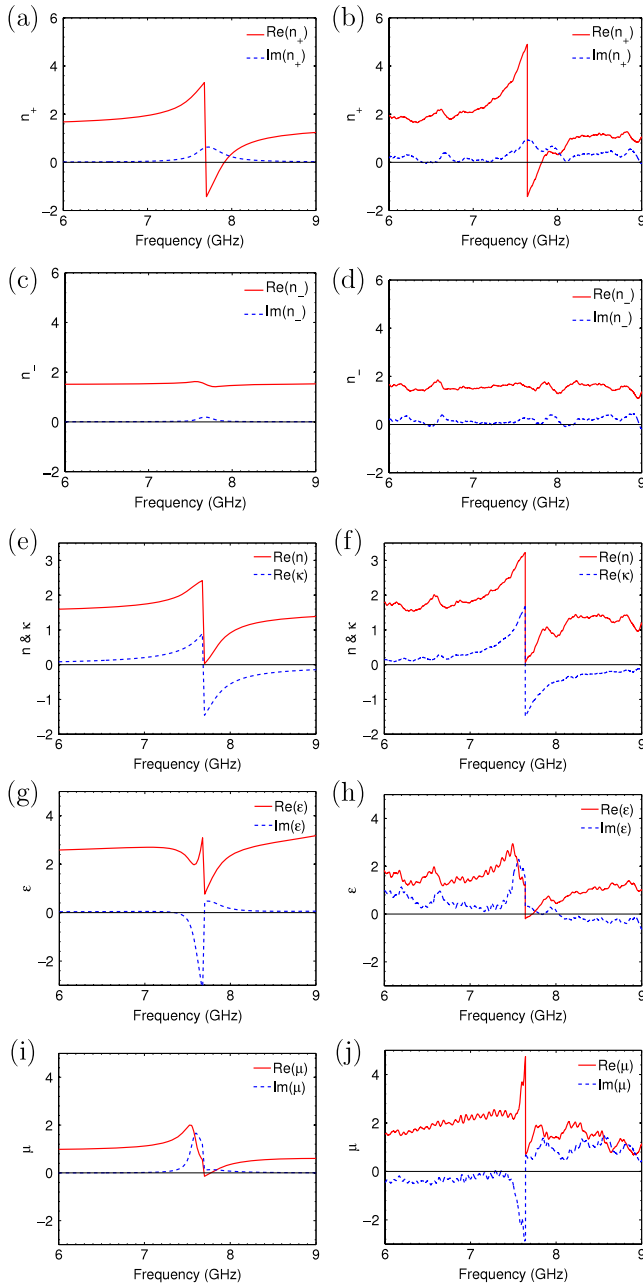 (a)
Re(n+)
Im(n+)
n+
6
4
2
0
−2
6
7
8
9
Frequency (GHz)
(b)
Re(n+)
Im(n+)
n+
6
4
2
0
−2
6
7
8
9
Frequency (GHz)
(c)
Re(n−)
Im(n−)
n−
6
4
2
0
−2
6
7
8
9
Frequency (GHz)
(d)
Re(n−)
Im(n−)
n−
6
4
2
0
−2
6
7
8
9
Frequency (GHz)
(e)
Re(n)
Re(κ)
n & κ
3
2
1
0
−1
−2
6
7
8
9
Frequency (GHz)
(f)
Re(n)
Re(κ)
n & κ
3
2
1
0
−1
−2
6
7
8
9
Frequency (GHz)
(g)
Re(ε)
Im(ε)
ε
4
2
0
−2
6
7
8
9
Frequency (GHz)
(h)
Re(ε)
Im(ε)
ε
4
2
0
−2
6
7
8
9
Frequency (GHz)
(i)
Re(μ)
Im(μ)
μ
4
2
0
−2
6
7
8
9
Frequency (GHz)
(j)
Re(μ)
Im(μ)
μ
4
2
0
−2
6
7
8
9
Frequency (GHz)